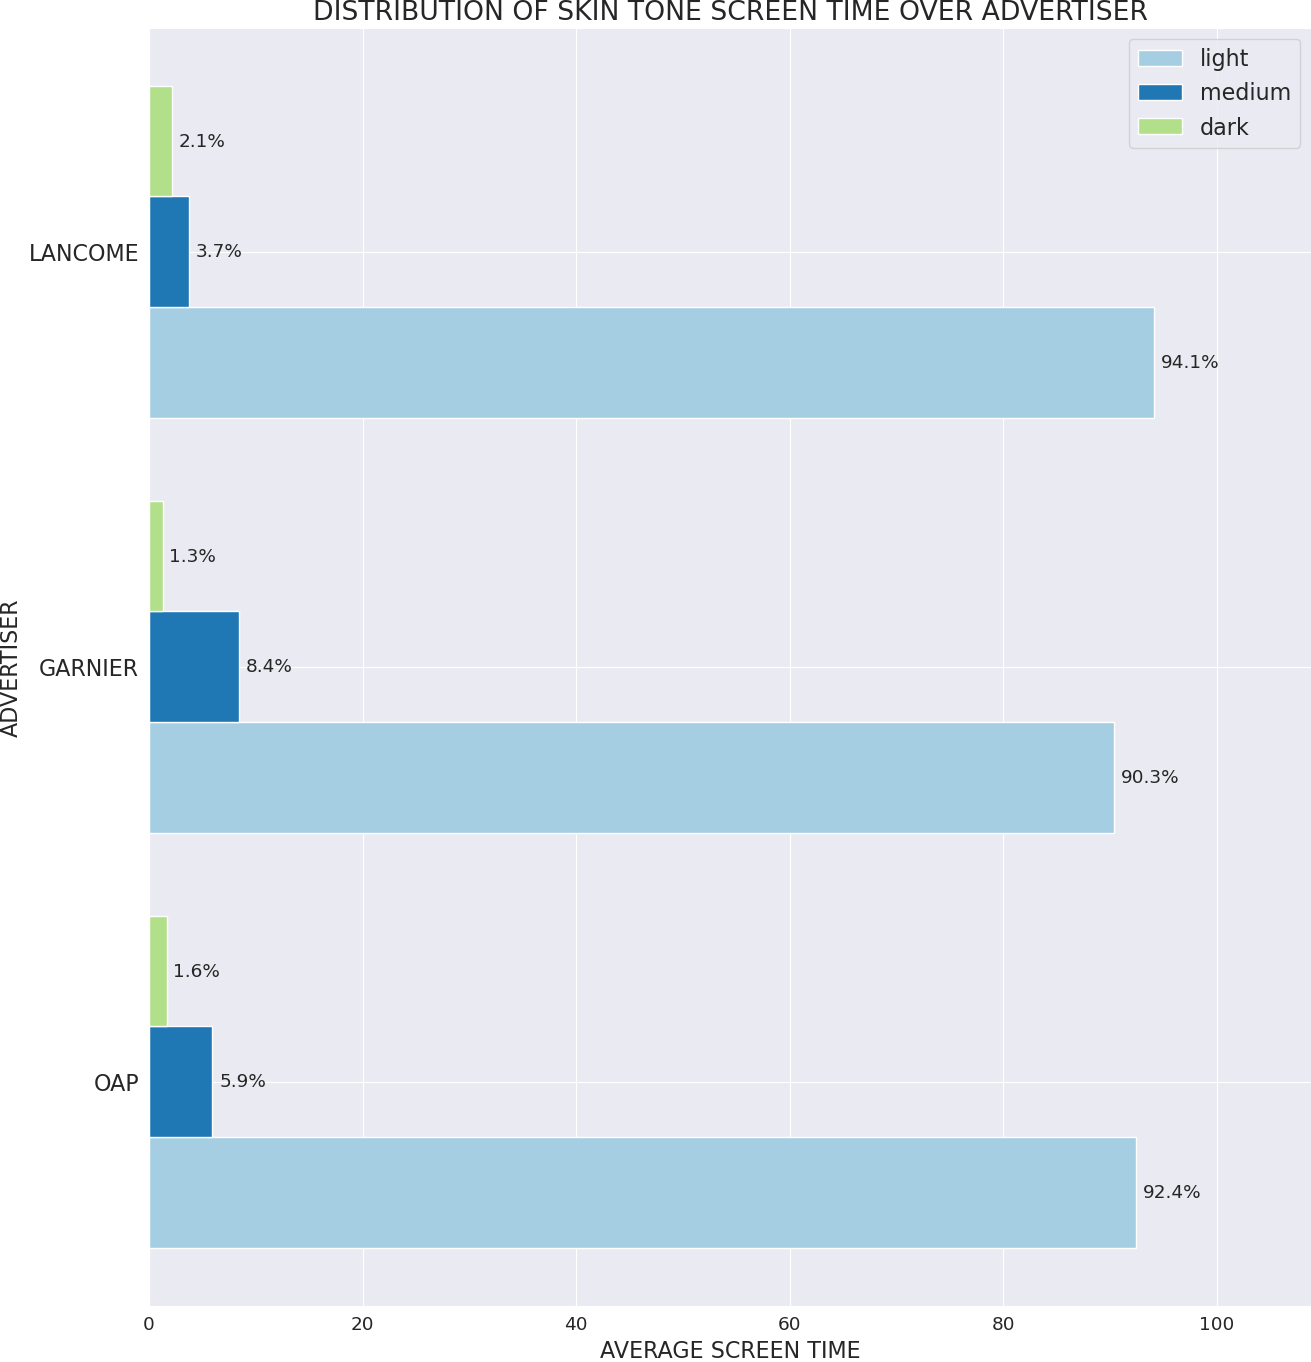 DISTRIBUTION OF SKIN TONE SCREEN TIME OVER ADVERTISER
light
medium
dark
2.1%
LANCOME
3.7%
94.1%
1.3%
ADVERTISER
GARNIER
8.4%
90.3%
1.6%
OAP
5.9%
92.4%
0 20 40 60 80 100
AVERAGE SCREEN TIME